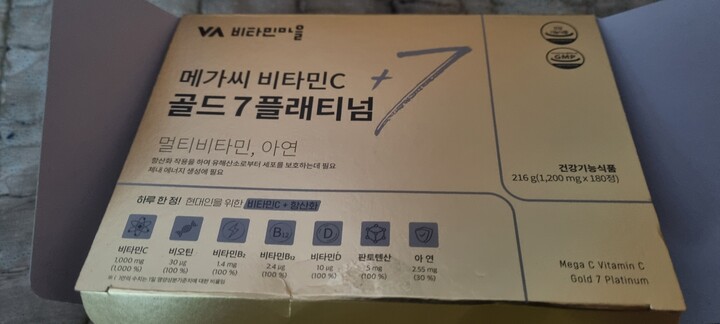 VA 비타민마을
메가씨 비타민C
골드 7 플래티넘
+7
멀티비타민, 아연
항산화 작용을 하여 유해산소로부터 세포를 보호하는데 필요
체내 에너지 생성에 필요
GMP
건강기능식품
216 g(1,200 mg x 180정)
하루 한 정! 현대인을 위한 비타민C + 항산화
B12 D
비타민C 비오틴 비타민B2 비타민B12 비타민D 판토텐산 아 연
1,000 mg 30 µg 1.4 mg 2.4 µg 10 µg 5 mg 2.55 mg
(1,000 %) (100 %) (100 %) (100 %) (100 %) (100 %) (30 %)
Mega C Vitamin C
Gold 7 Platinum